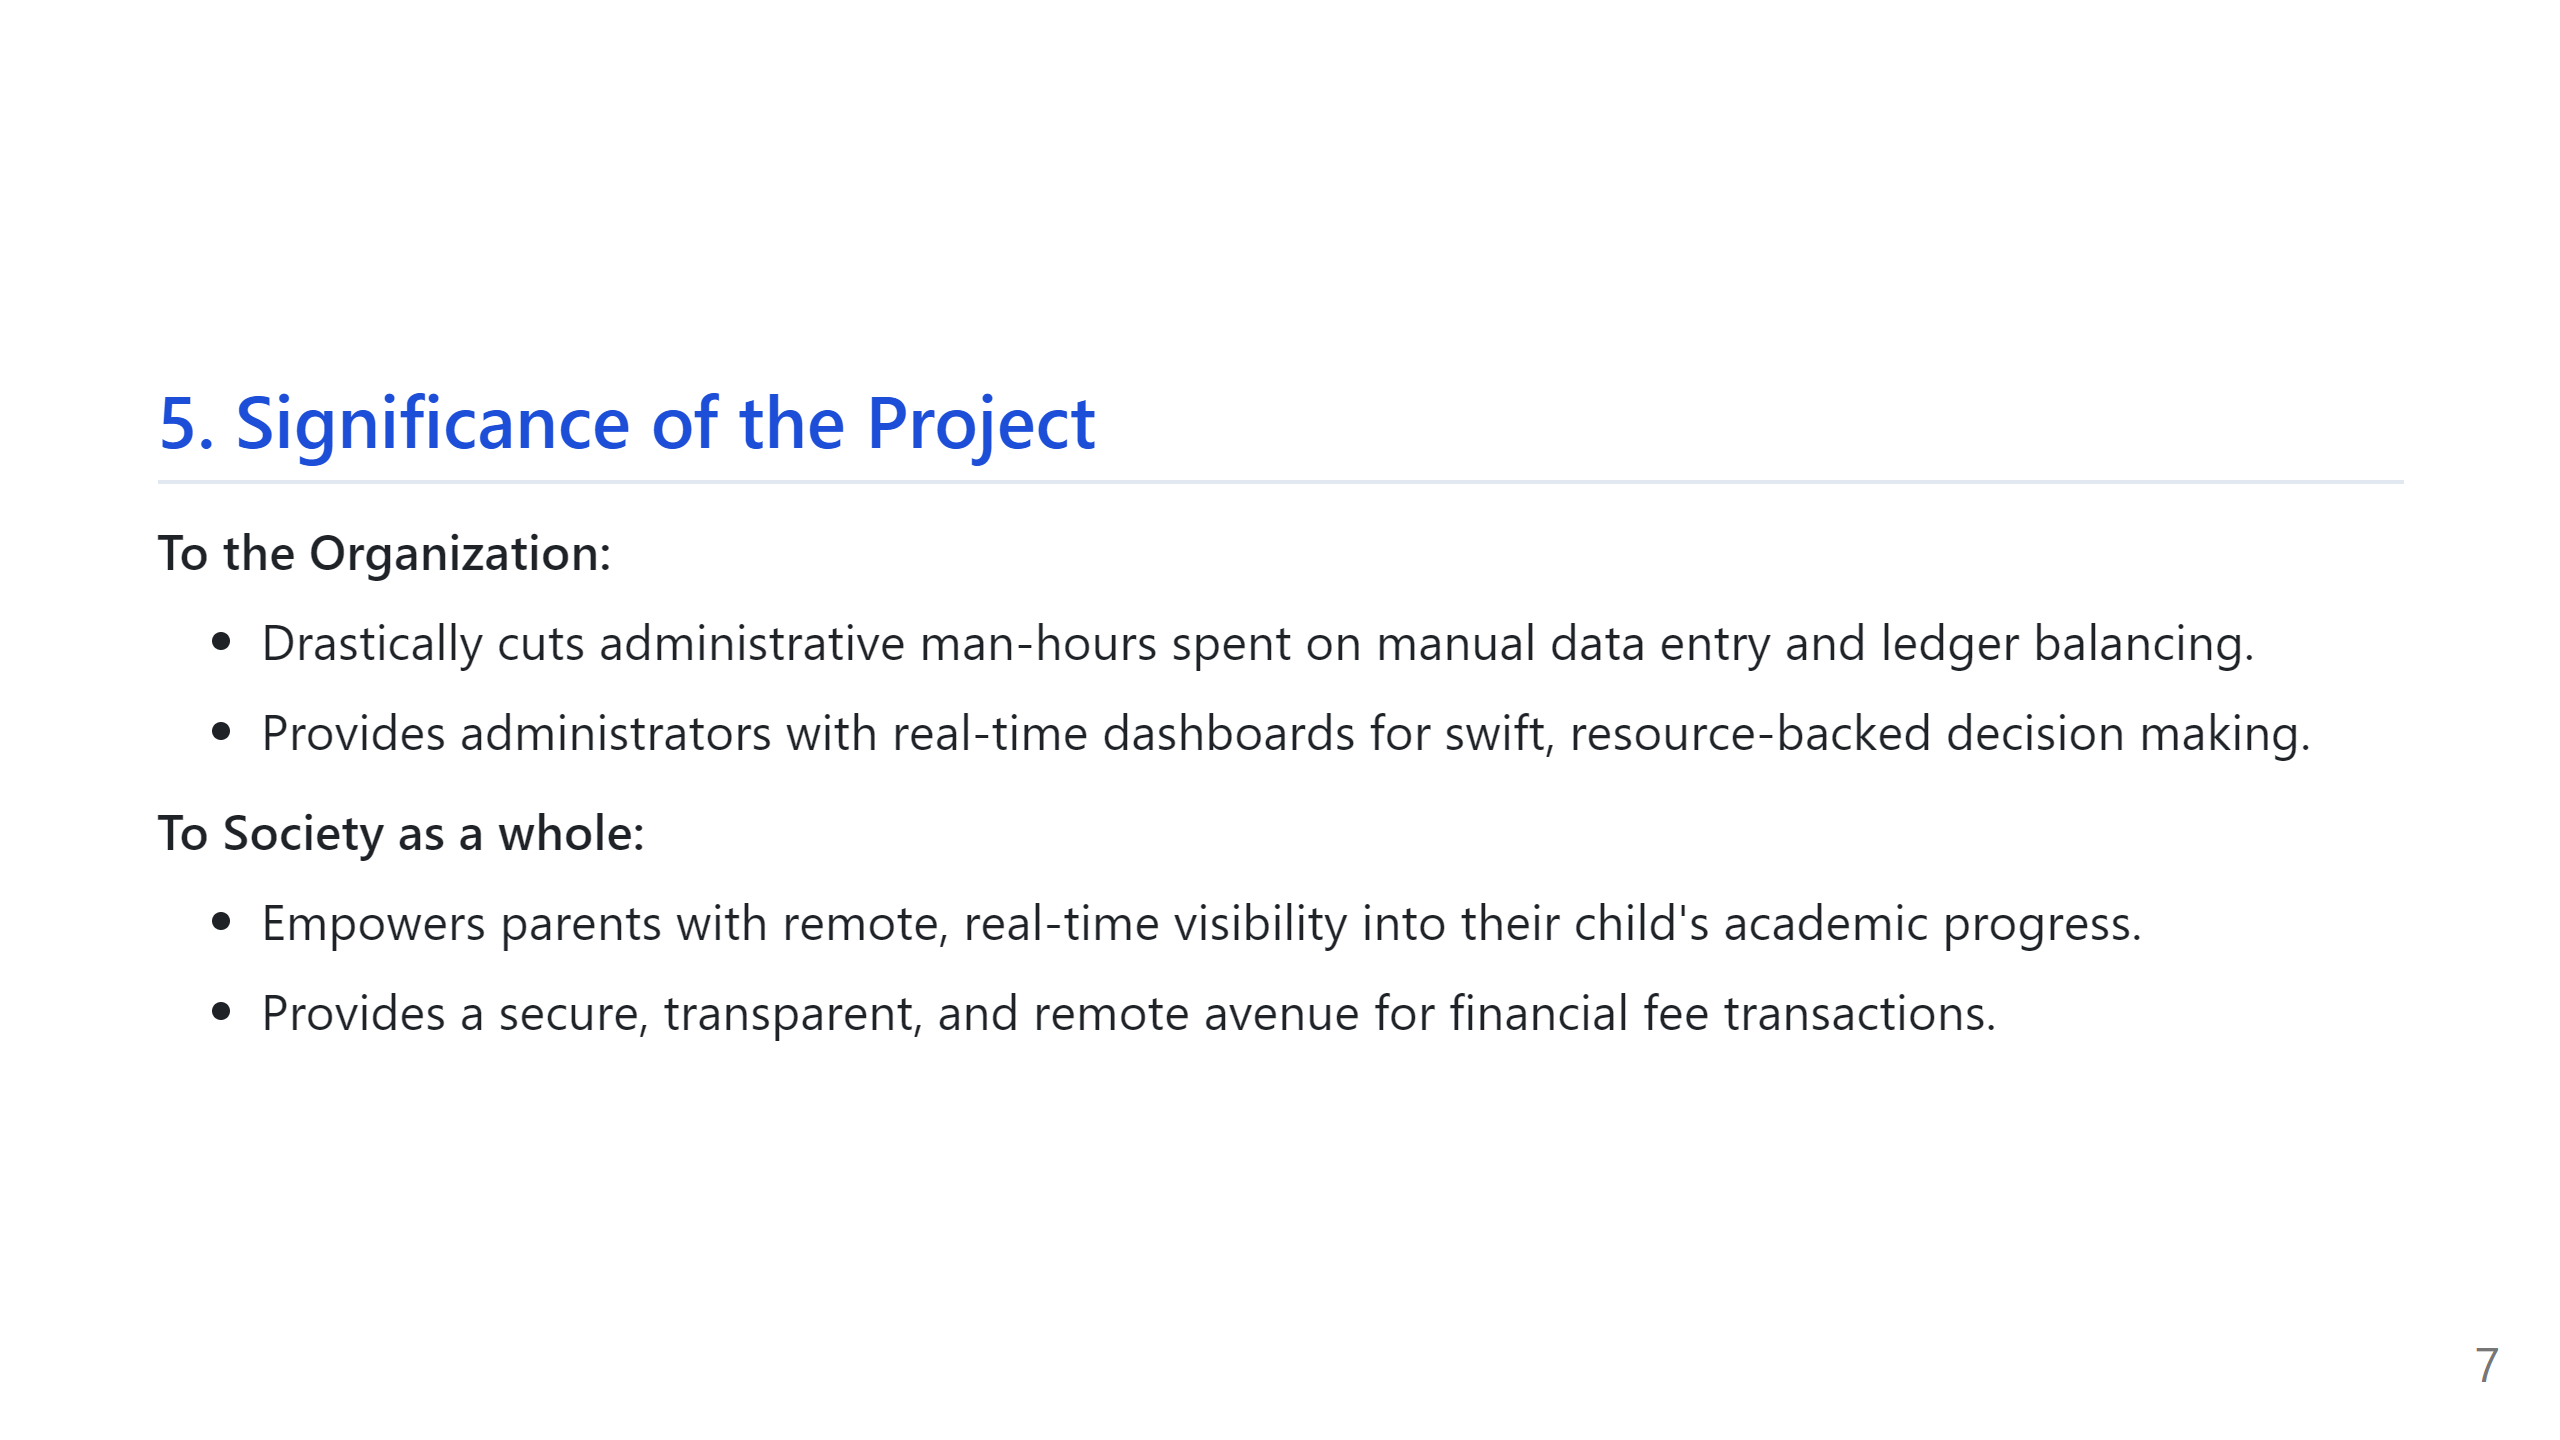 5. Significance of the Project
To the Organization:
• Drastically cuts administrative man-hours spent on manual data entry and ledger balancing.
• Provides administrators with real-time dashboards for swift, resource-backed decision making.
To Society as a whole:
• Empowers parents with remote, real-time visibility into their child's academic progress.
• Provides a secure, transparent, and remote avenue for financial fee transactions.
7